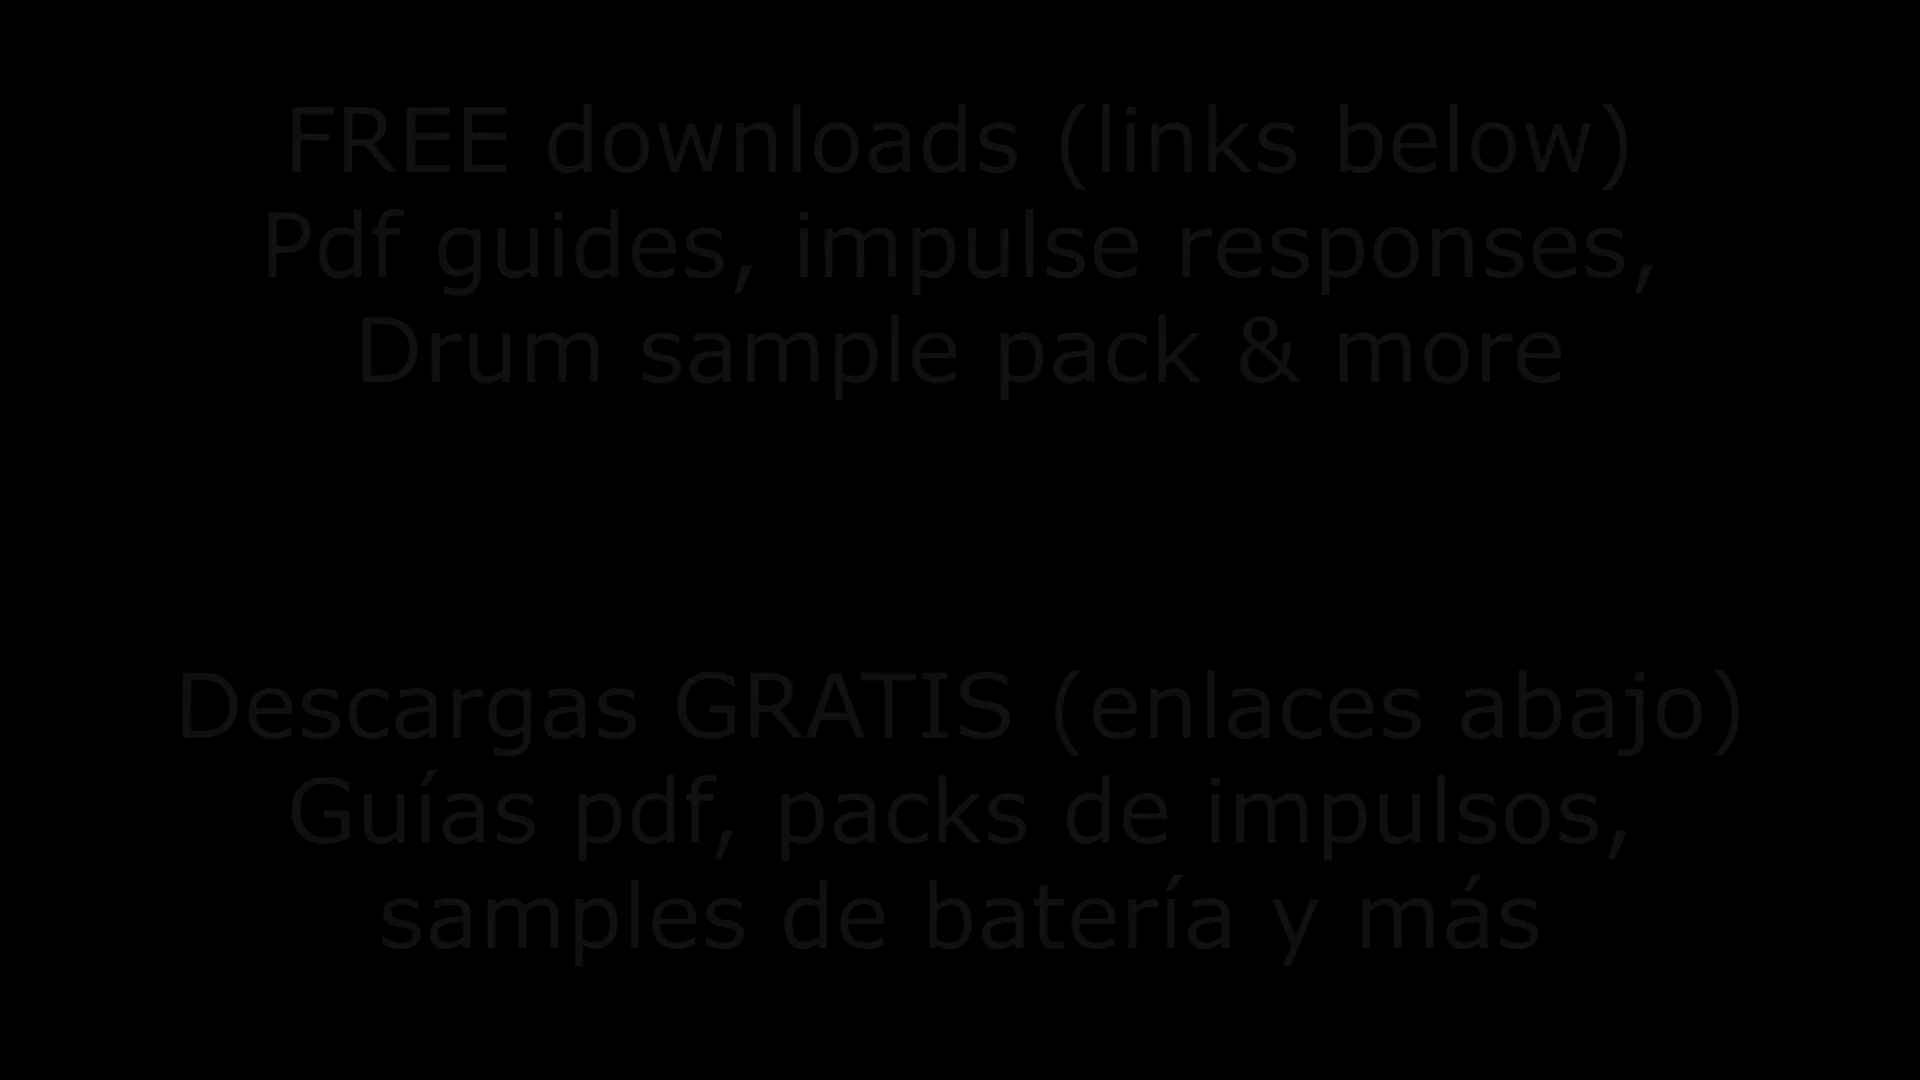 FREE downloads (links below)
Pdf guides, impulse responses,
Drum sample pack & more
Descargas GRATIS (enlaces abajo)
Guías pdf, packs de impulsos,
samples de batería y más